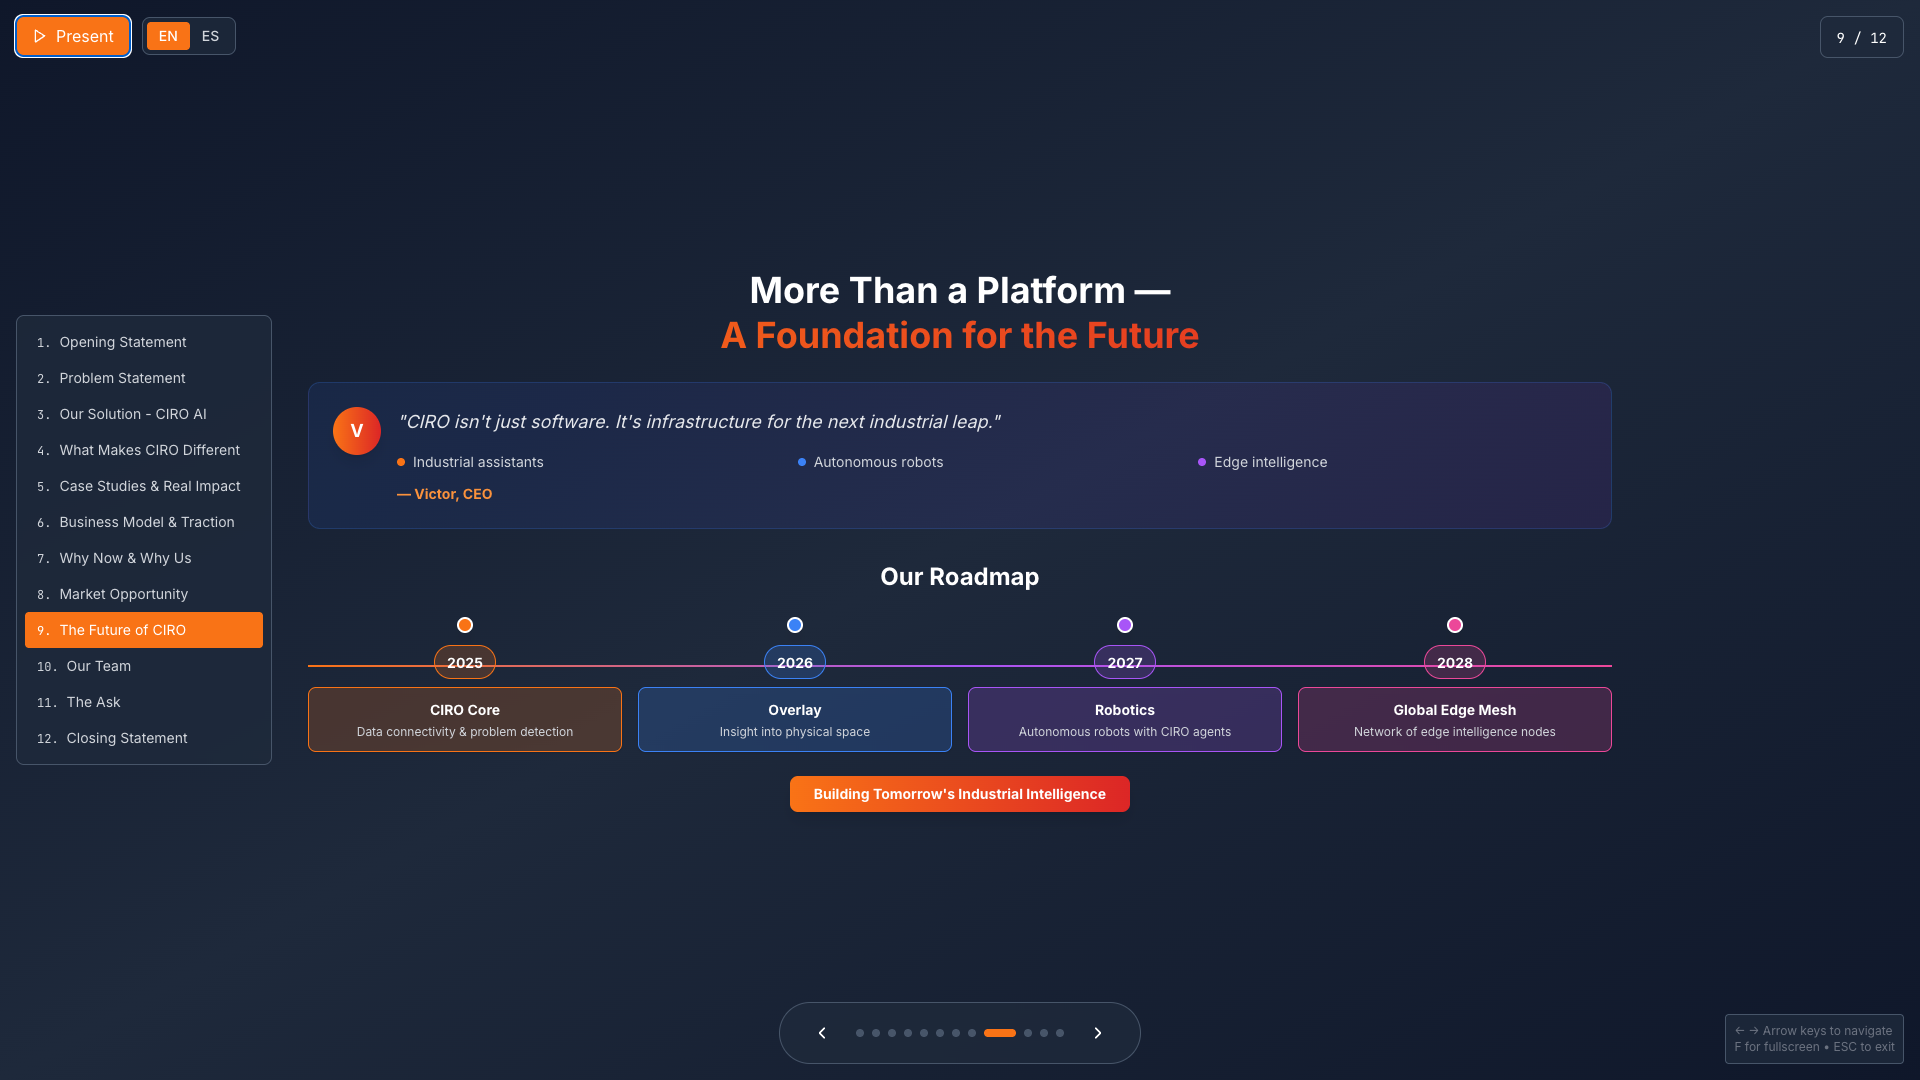 Present
EN ES
9 / 12
More Than a Platform —
A Foundation for the Future
1. Opening Statement
2. Problem Statement
3. Our Solution - CIRO AI
4. What Makes CIRO Different
5. Case Studies & Real Impact
6. Business Model & Traction
7. Why Now & Why Us
8. Market Opportunity
9. The Future of CIRO
10. Our Team
11. The Ask
12. Closing Statement
V
"CIRO isn't just software. It's infrastructure for the next industrial leap."
Industrial assistants
Autonomous robots
Edge intelligence
— Victor, CEO
Our Roadmap
2025
CIRO Core
Data connectivity & problem detection
2026
Overlay
Insight into physical space
2027
Robotics
Autonomous robots with CIRO agents
2028
Global Edge Mesh
Network of edge intelligence nodes
Building Tomorrow's Industrial Intelligence
← → Arrow keys to navigate
F for fullscreen • ESC to exit